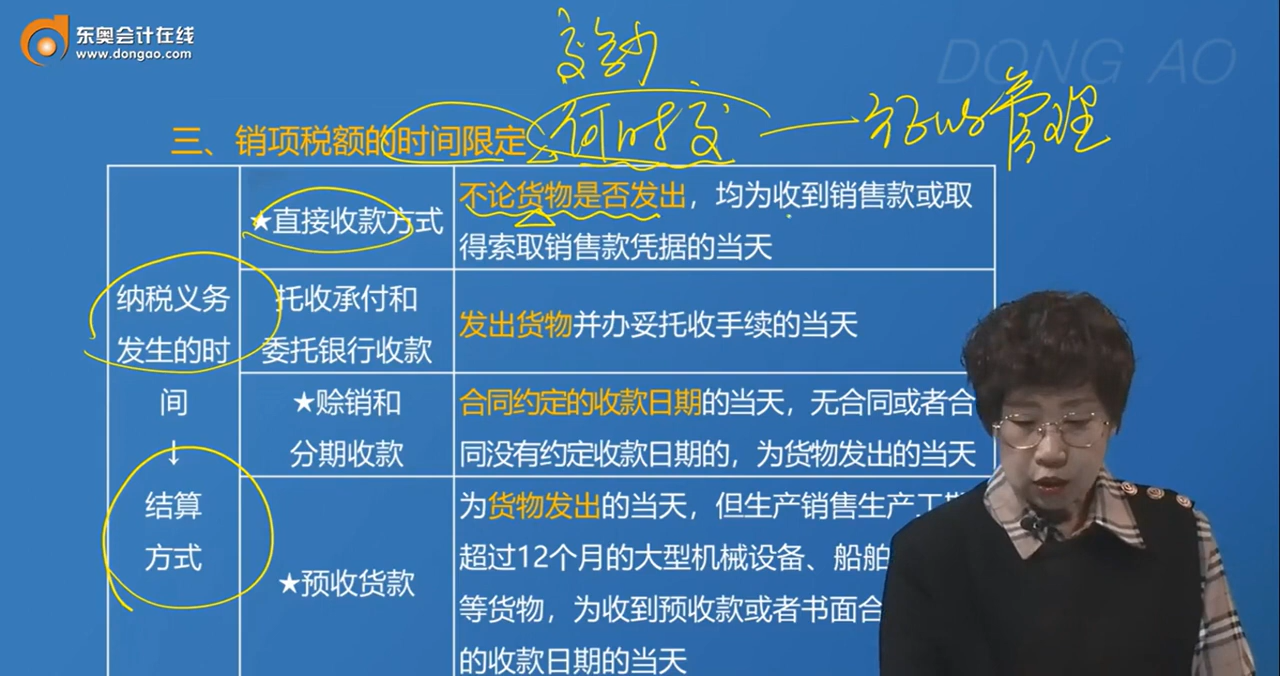 东奥会计在线
www.dongao.com
DONG AO
交多少
何时交
征收管理
三、销项税额的时间限定
纳税义务
发生的时
间
↓
结算
方式
★直接收款方式
不论货物是否发出，均为收到销售款或取
得索取销售款凭据的当天
托收承付和
委托银行收款
发出货物并办妥托收手续的当天
★赊销和
分期收款
合同约定的收款日期的当天，无合同或者合
同没有约定收款日期的，为货物发出的当天
★预收货款
为货物发出的当天，但生产销售生产工
超过12个月的大型机械设备、船舶
等货物，为收到预收款或者书面合
的收款日期的当天